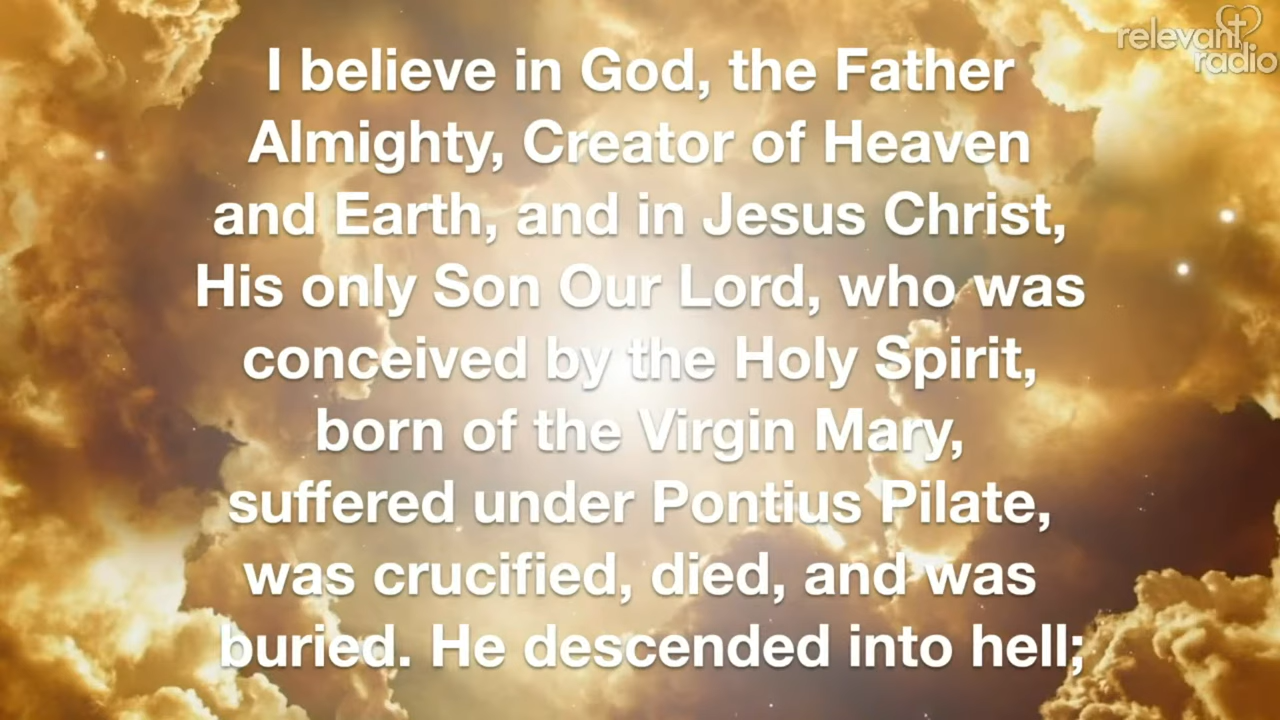 relevant
radio
I believe in God, the Father
Almighty, Creator of Heaven
and Earth, and in Jesus Christ,
His only Son Our Lord, who was
conceived by the Holy Spirit,
born of the Virgin Mary,
suffered under Pontius Pilate,
was crucified, died, and was
buried. He descended into hell;